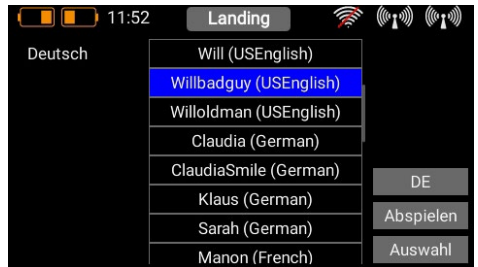 11:52
Landing
Deutsch
Will (USEnglish)
Willbadguy (USEnglish)
Willoldman (USEnglish)
Claudia (German)
ClaudiaSmile (German)
Klaus (German)
Sarah (German)
Manon (French)
DE
Abspielen
Auswahl